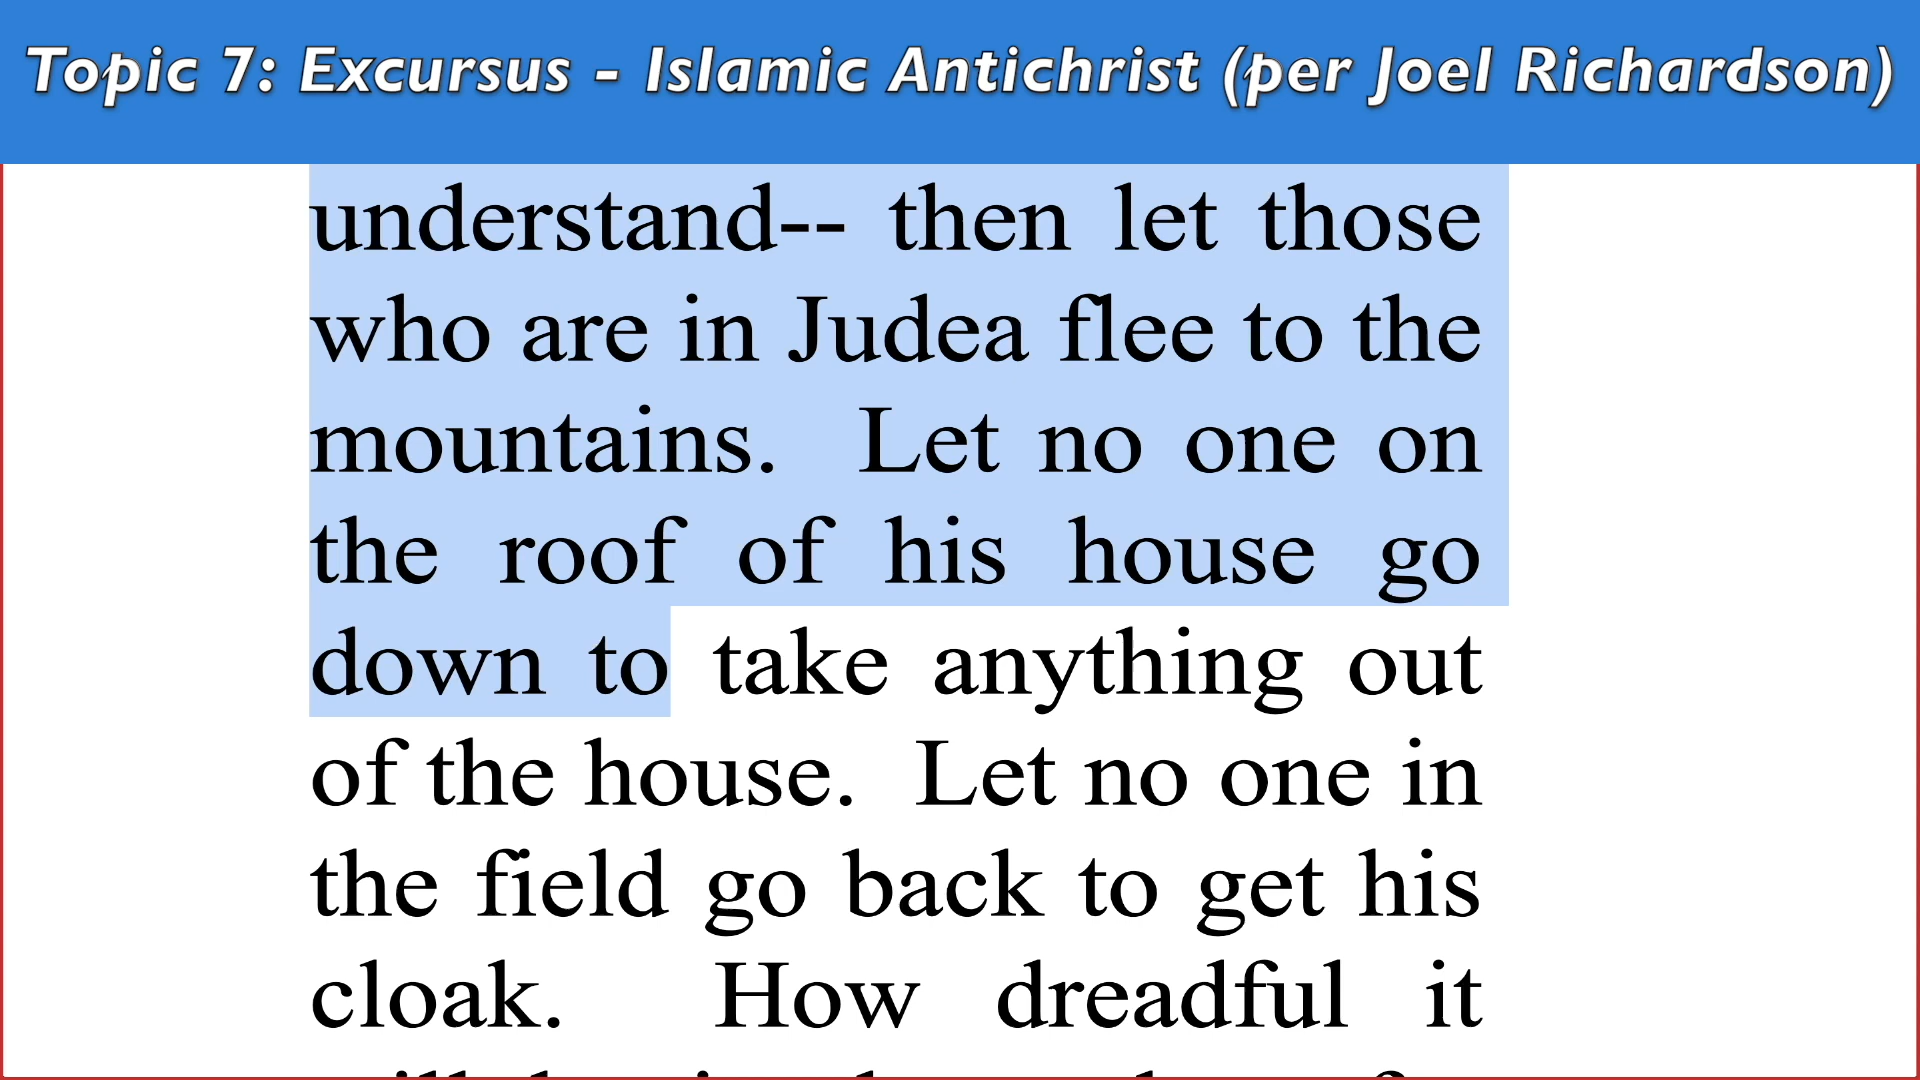 Topic 7: Excursus - Islamic Antichrist (per Joel Richardson)
understand-- then let those
who are in Judea flee to the
mountains. Let no one on
the roof of his house go
down to take anything out
of the house. Let no one in
the field go back to get his
cloak. How dreadful it